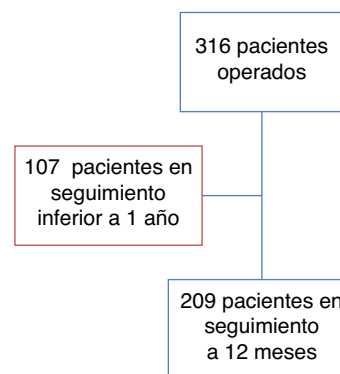 316 pacientes
operados
107 pacientes en
seguimiento
inferior a 1 año
209 pacientes en
seguimiento
a 12 meses